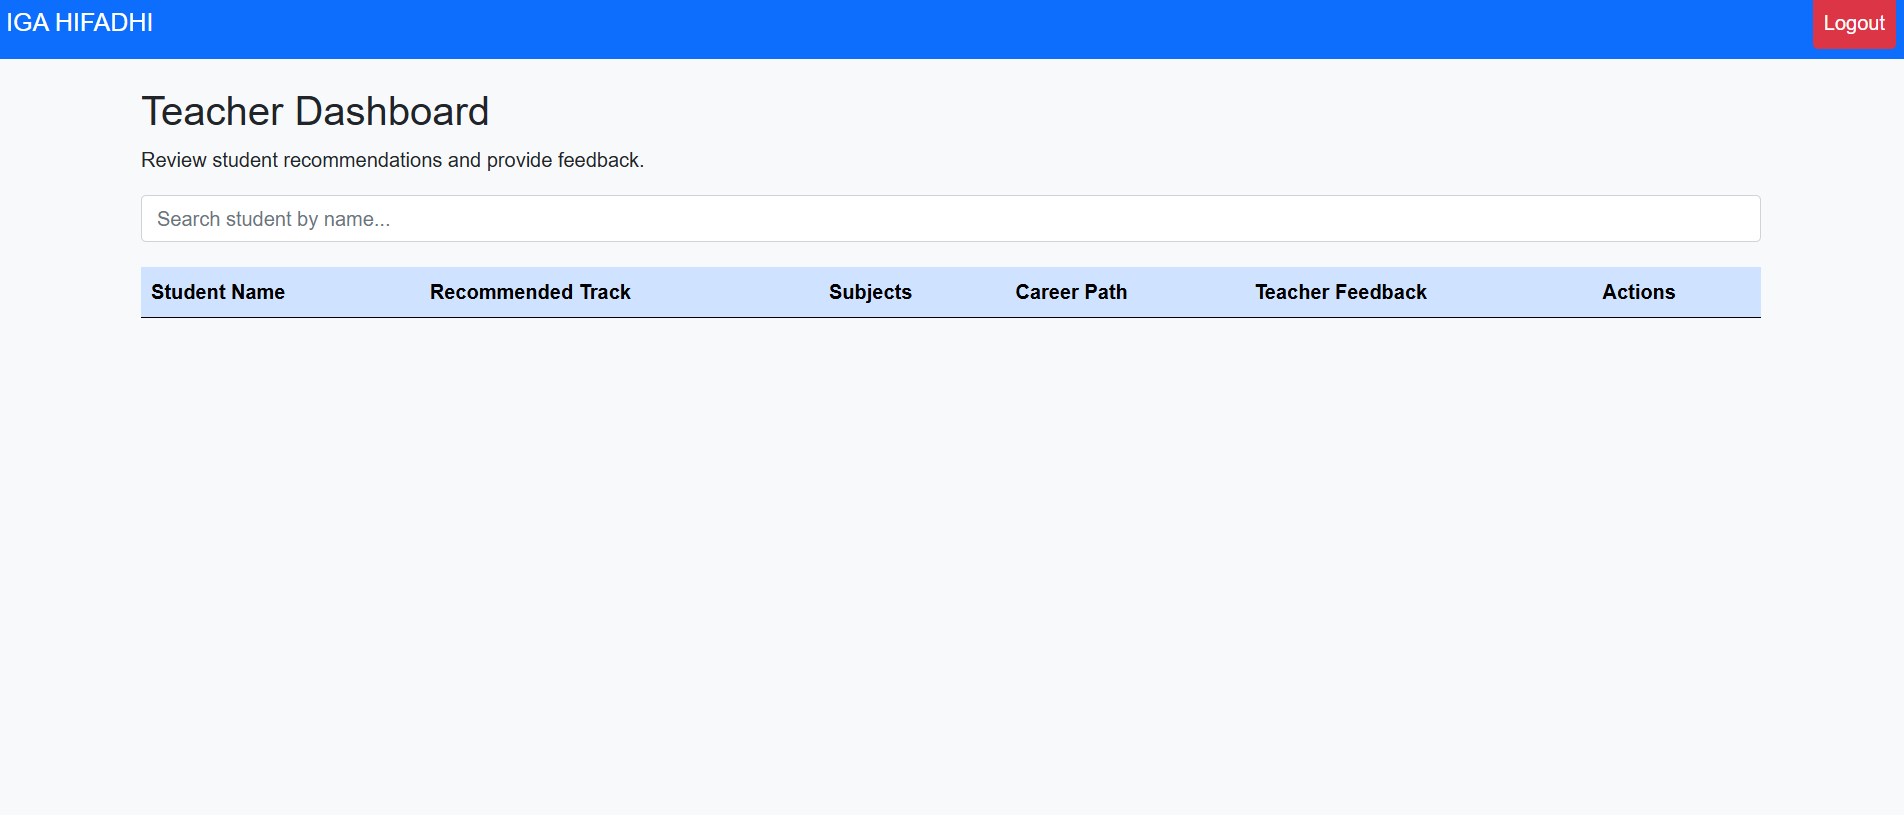 IGA HIFADHI
Logout
Teacher Dashboard
Review student recommendations and provide feedback.
Search student by name...
Student Name Recommended Track Subjects Career Path Teacher Feedback Actions